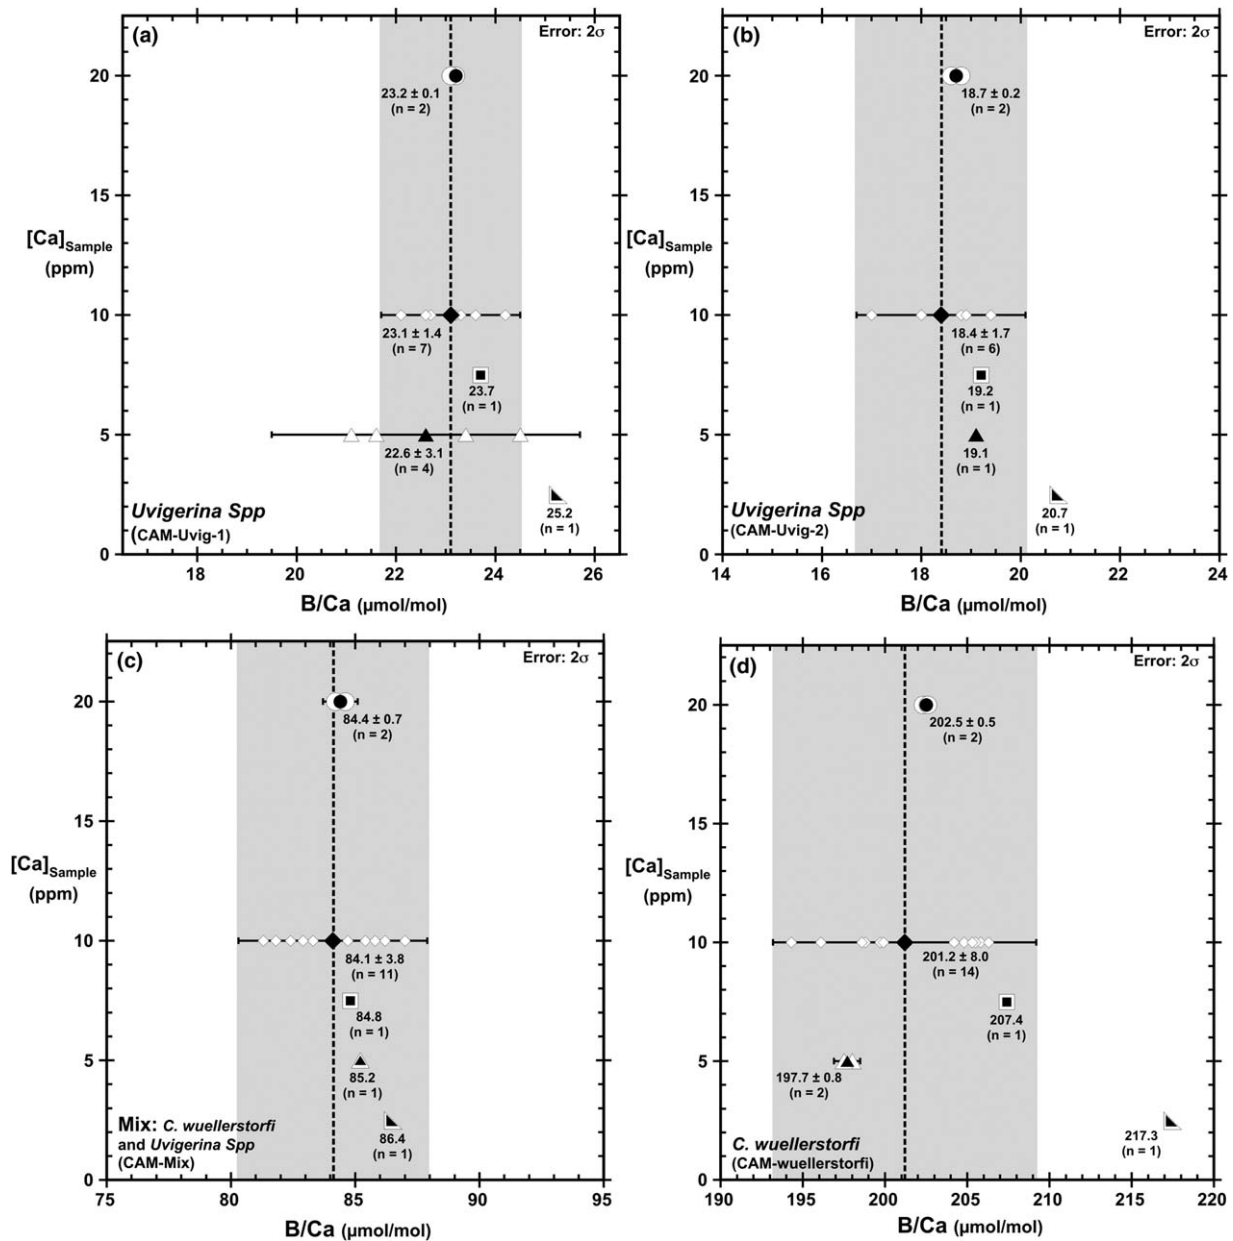 (a)
Error: 2σ
20
23.2 ± 0.1
(n = 2)
15
[Ca]Sample
(ppm)
10
23.1 ± 1.4
(n = 7)
23.7
(n = 1)
5
22.6 ± 3.1
(n = 4)
25.2
(n = 1)
Uvigerina Spp
(CAM-Uvig-1)
0
18 20 22 24 26
B/Ca (μmol/mol)
(b)
Error: 2σ
20
18.7 ± 0.2
(n = 2)
15
[Ca]Sample
(ppm)
10
18.4 ± 1.7
(n = 6)
19.2
(n = 1)
5
19.1
(n = 1)
20.7
(n = 1)
Uvigerina Spp
(CAM-Uvig-2)
0
14 16 18 20 22 24
B/Ca (μmol/mol)
(c)
Error: 2σ
20
84.4 ± 0.7
(n = 2)
15
[Ca]Sample
(ppm)
10
84.1 ± 3.8
(n = 11)
84.8
(n = 1)
5
85.2
(n = 1)
86.4
(n = 1)
Mix: C. wuellerstorfi
and Uvigerina Spp
(CAM-Mix)
0
75 80 85 90 95
B/Ca (μmol/mol)
(d)
Error: 2σ
20
202.5 ± 0.5
(n = 2)
15
[Ca]Sample
(ppm)
10
201.2 ± 8.0
(n = 14)
207.4
(n = 1)
5
197.7 ± 0.8
(n = 2)
217.3
(n = 1)
C. wuellerstorfi
(CAM-wuellerstorfi)
0
190 195 200 205 210 215 220
B/Ca (μmol/mol)